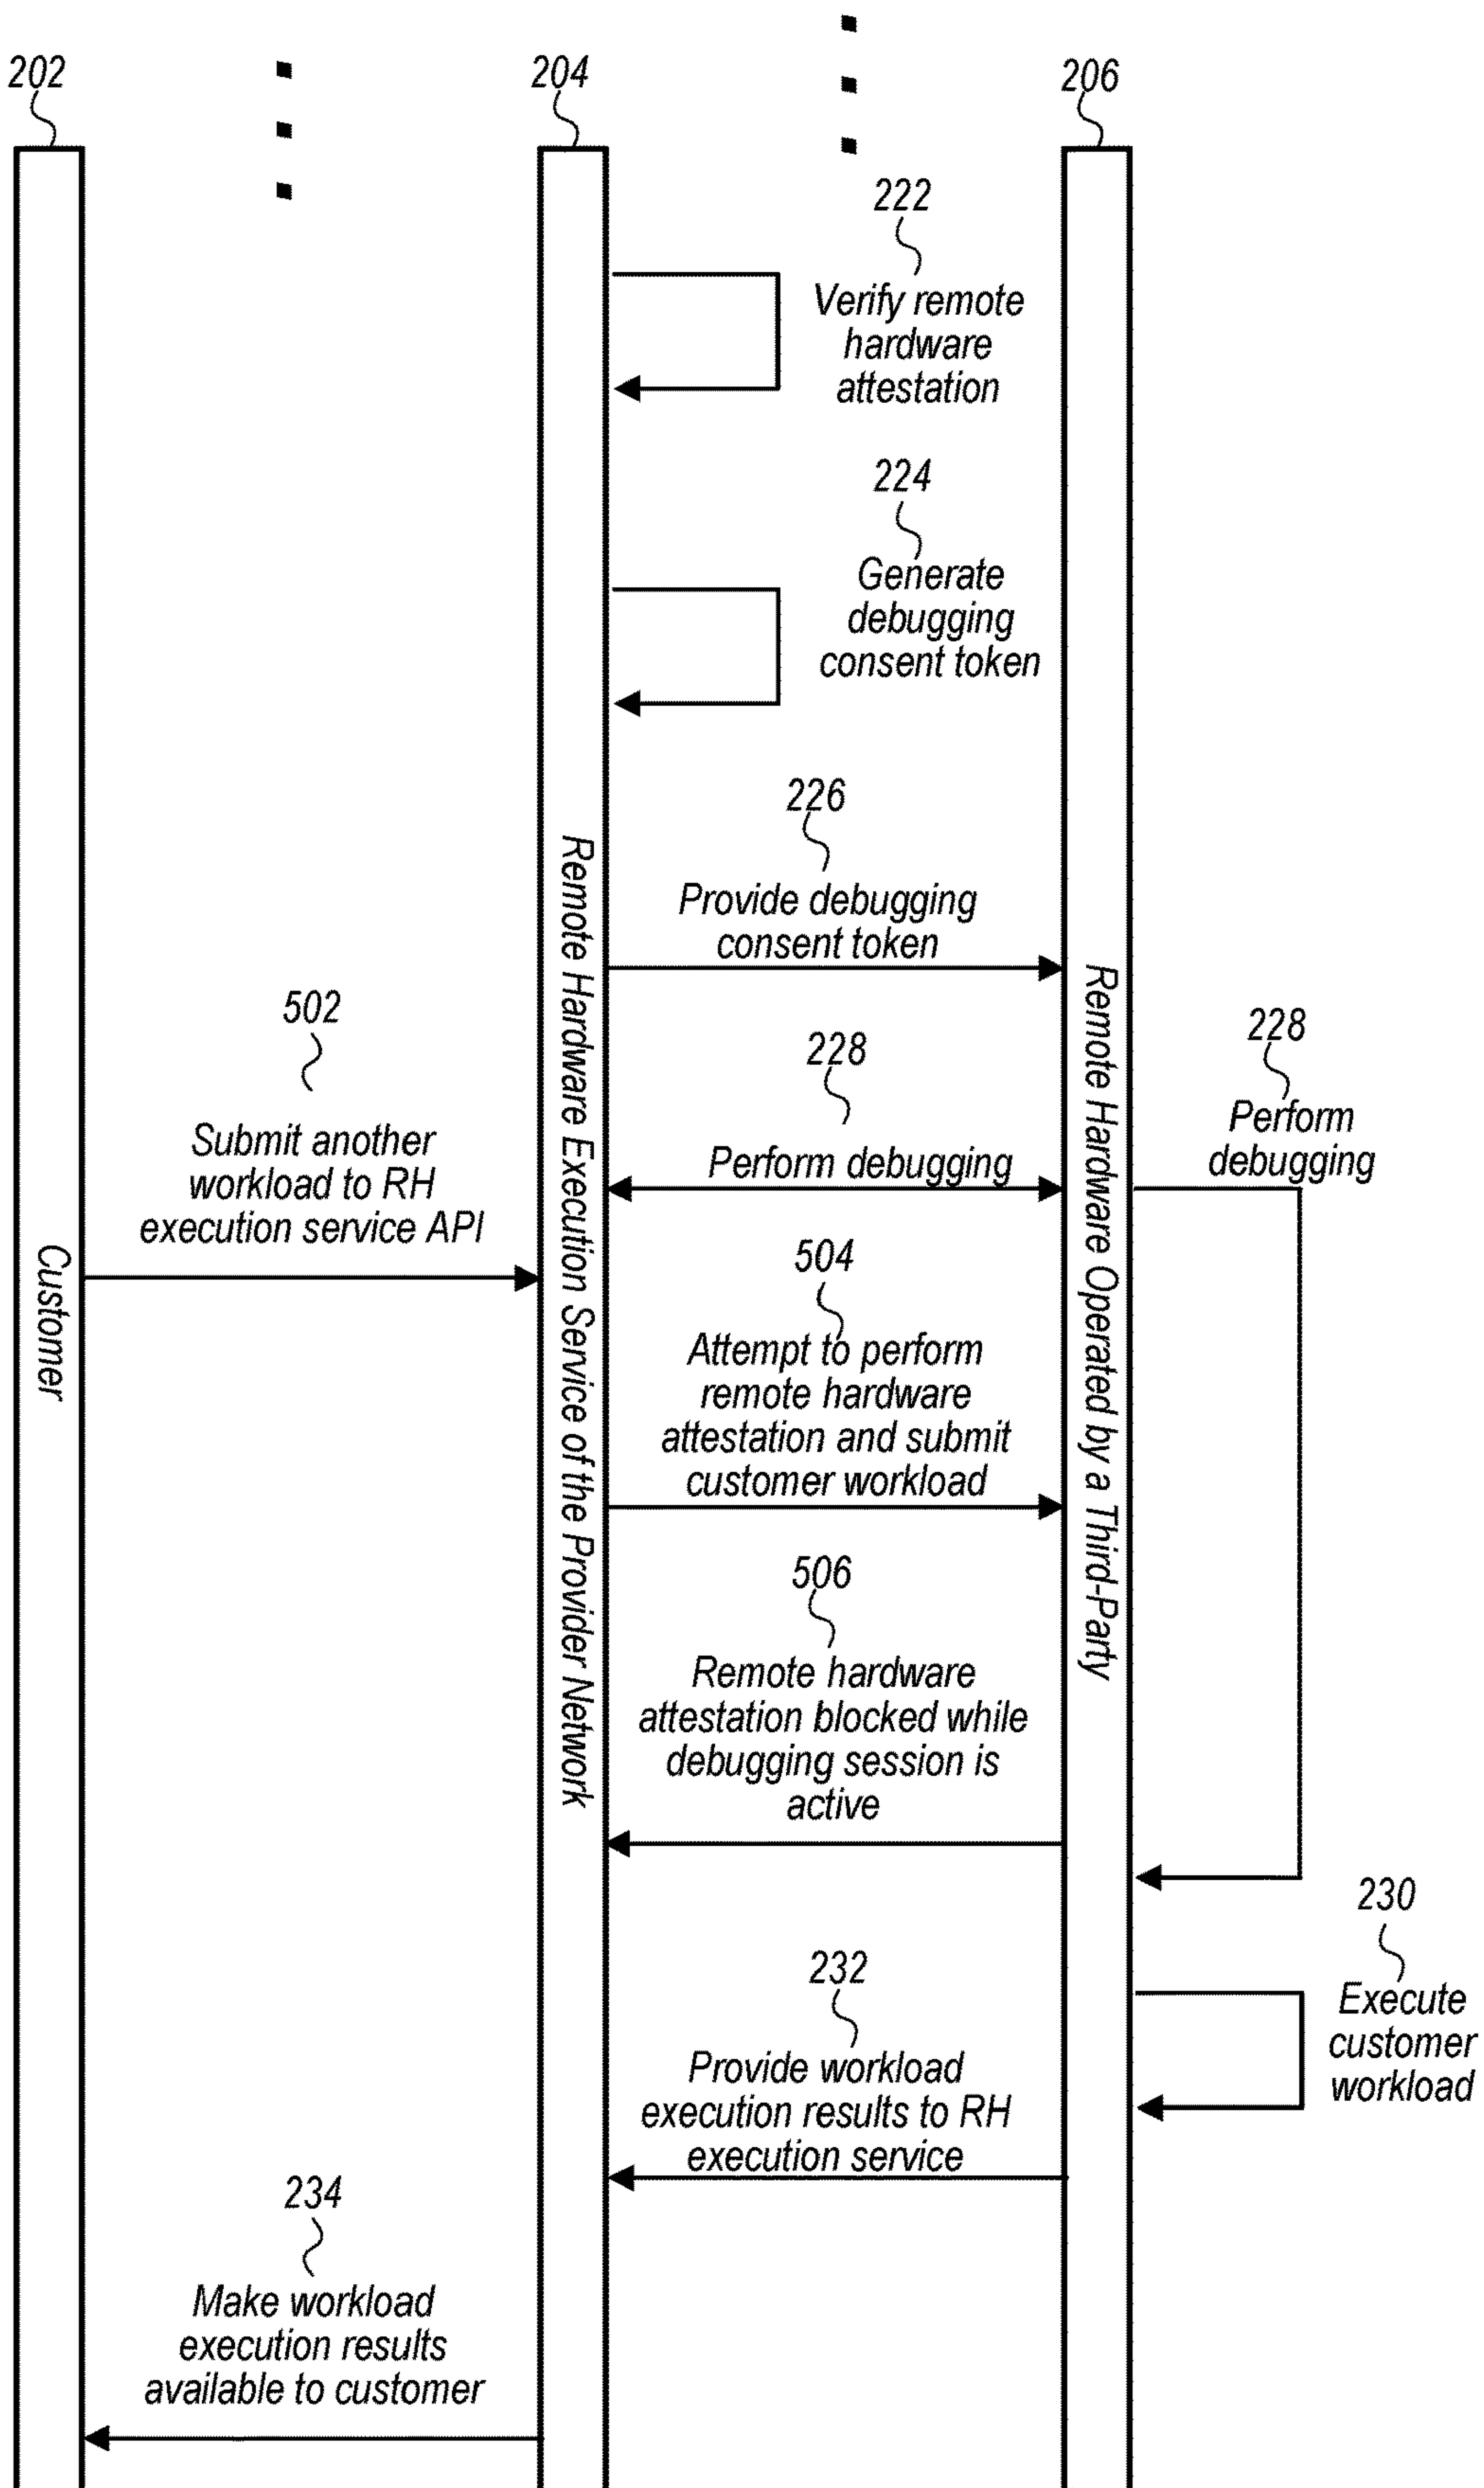 202
204
206
222
Verify remote
hardware
attestation
224
Generate
debugging
consent token
226
Provide debugging
consent token
502
Submit another
workload to RH
execution service API
228
Perform debugging
228
Perform
debugging
504
Attempt to perform
remote hardware
attestation and submit
customer workload
506
Remote hardware
attestation blocked while
debugging session is
active
230
Execute
customer
workload
232
Provide workload
execution results to RH
execution service
234
Make workload
execution results
available to customer
Customer
Remote Hardware Execution Service of the Provider Network
Remote Hardware Operated by a Third-Party